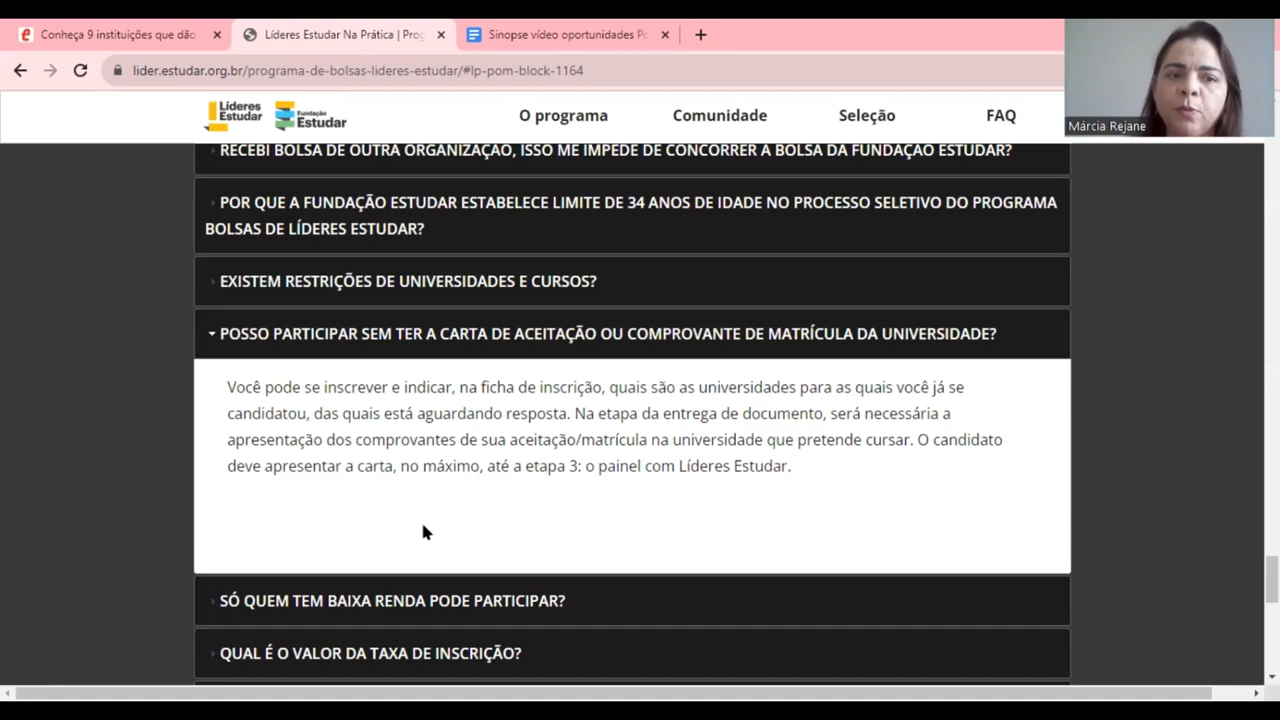 Conheça 9 instituições que dão
Líderes Estudar Na Prática | Prog
Sinopse vídeo oportunidades Po
lider.estudar.org.br/programa-de-bolsas-lideres-estudar/#lp-pom-block-1164
Líderes
Estudar
Fundação
Estudar
O programa
Comunidade
Seleção
FAQ
Márcia Rejane
RECEBI BOLSA DE OUTRA ORGANIZAÇÃO, ISSO ME IMPEDE DE CONCORRER A BOLSA DA FUNDAÇÃO ESTUDAR?
POR QUE A FUNDAÇÃO ESTUDAR ESTABELECE LIMITE DE 34 ANOS DE IDADE NO PROCESSO SELETIVO DO PROGRAMA
BOLSAS DE LÍDERES ESTUDAR?
EXISTEM RESTRIÇÕES DE UNIVERSIDADES E CURSOS?
POSSO PARTICIPAR SEM TER A CARTA DE ACEITAÇÃO OU COMPROVANTE DE MATRÍCULA DA UNIVERSIDADE?
Você pode se inscrever e indicar, na ficha de inscrição, quais são as universidades para as quais você já se
candidatou, das quais está aguardando resposta. Na etapa da entrega de documento, será necessária a
apresentação dos comprovantes de sua aceitação/matrícula na universidade que pretende cursar. O candidato
deve apresentar a carta, no máximo, até a etapa 3: o painel com Líderes Estudar.
SÓ QUEM TEM BAIXA RENDA PODE PARTICIPAR?
QUAL É O VALOR DA TAXA DE INSCRIÇÃO?